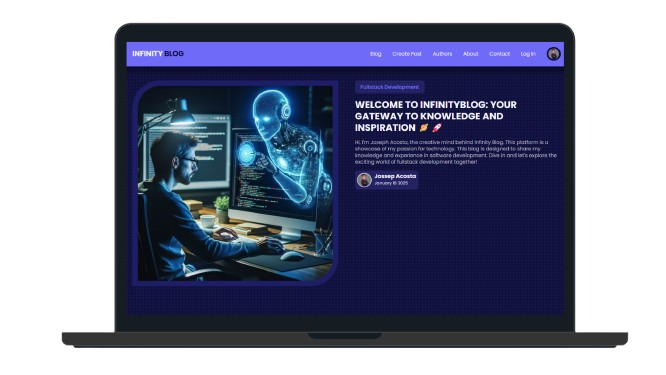 INFINITY BLOG
Blog Create Post Authors About Contact Log In
Fullstack Development
WELCOME TO INFINITYBLOG: YOUR
GATEWAY TO KNOWLEDGE AND
INSPIRATION 🪐 🚀
Hi, I'm Joseph Acosta, the creative mind behind Infinity Blog. This platform is a
showcase of my passion for technology. This blog is designed to share my
knowledge and experience in software development. Dive in and let's explore the
exciting world of fullstack development together!
Jossep Acosta
January 16 2025